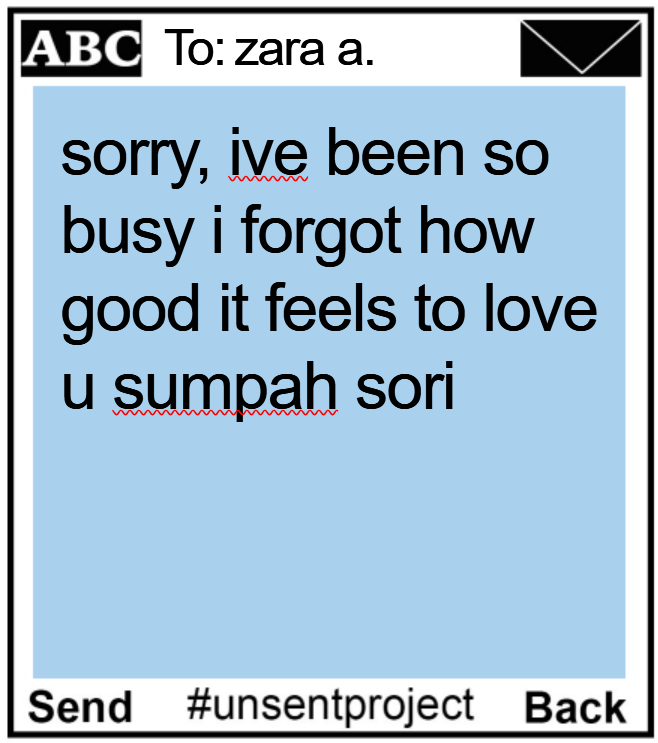 ABC To: zara a.
sorry, ive been so
busy i forgot how
good it feels to love
u sumpah sori
Send #unsentproject Back